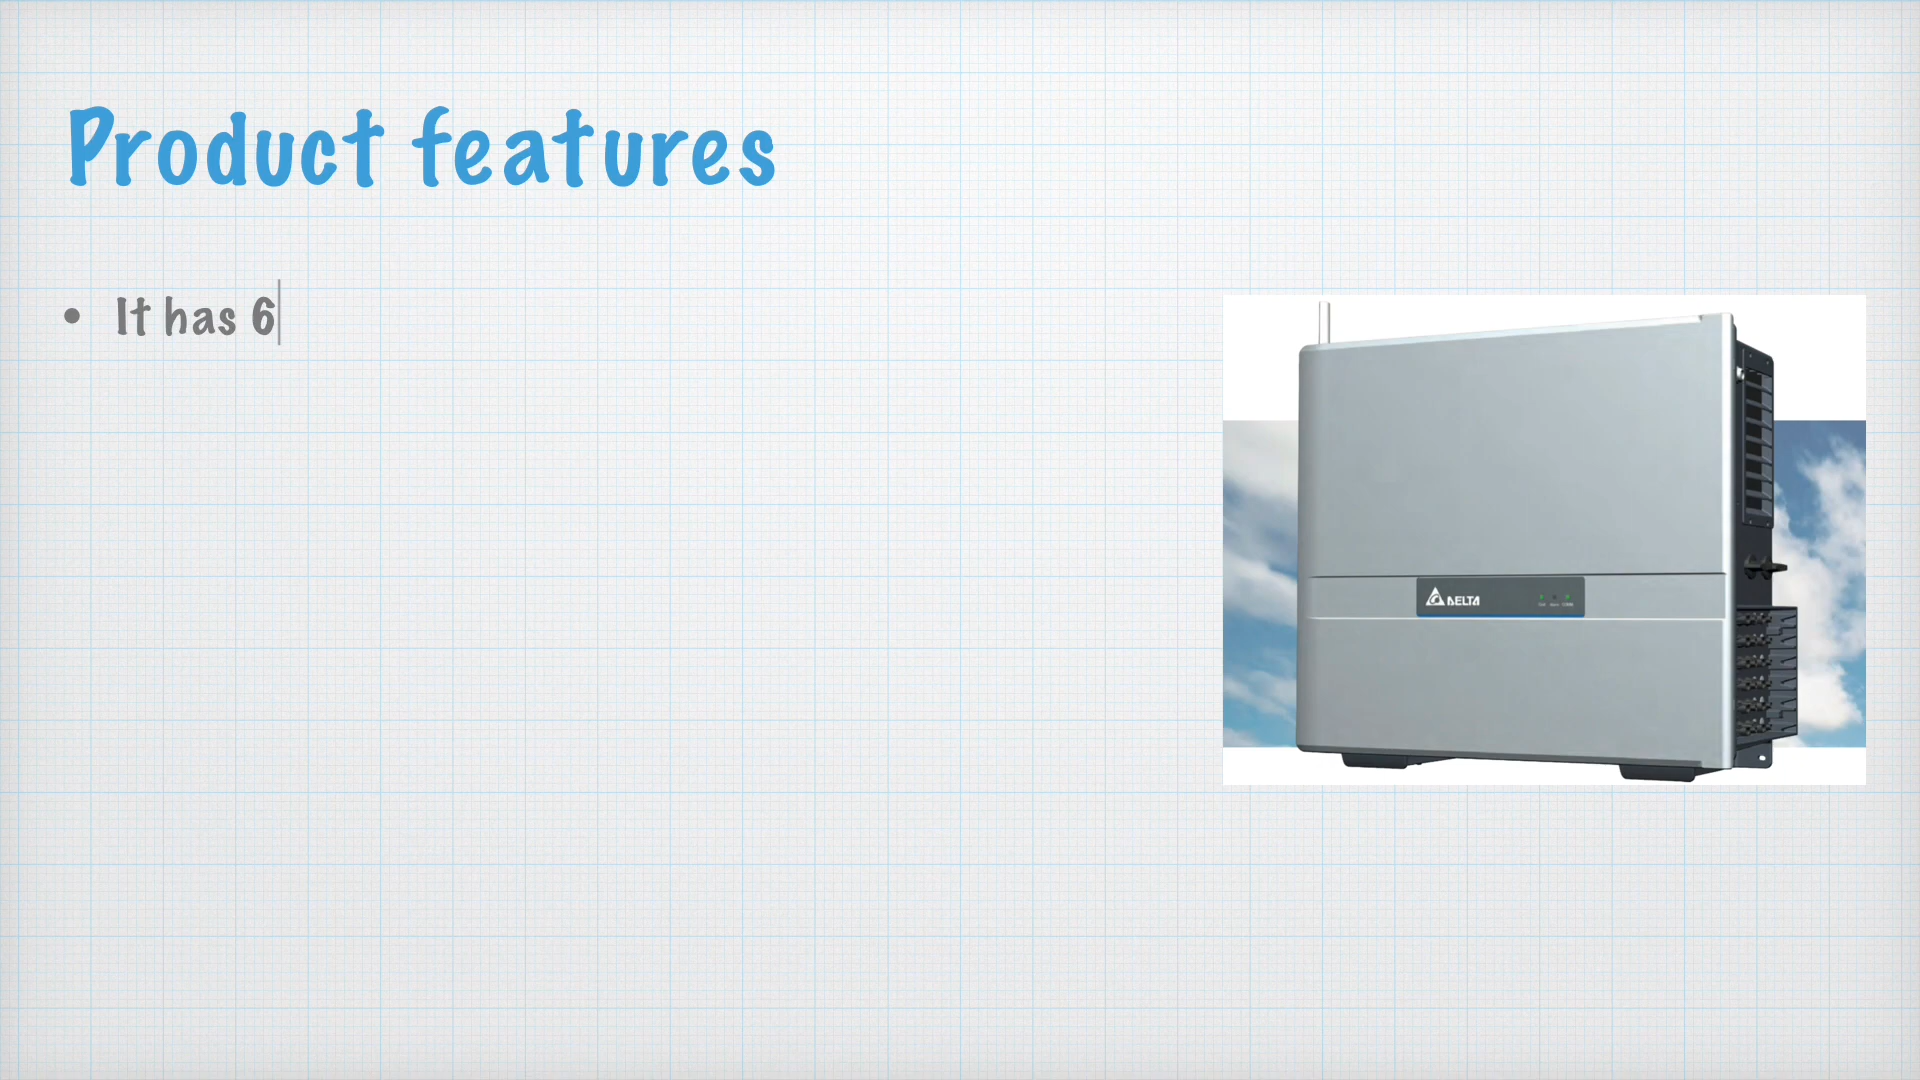 Product features
• It has 6
DELTA